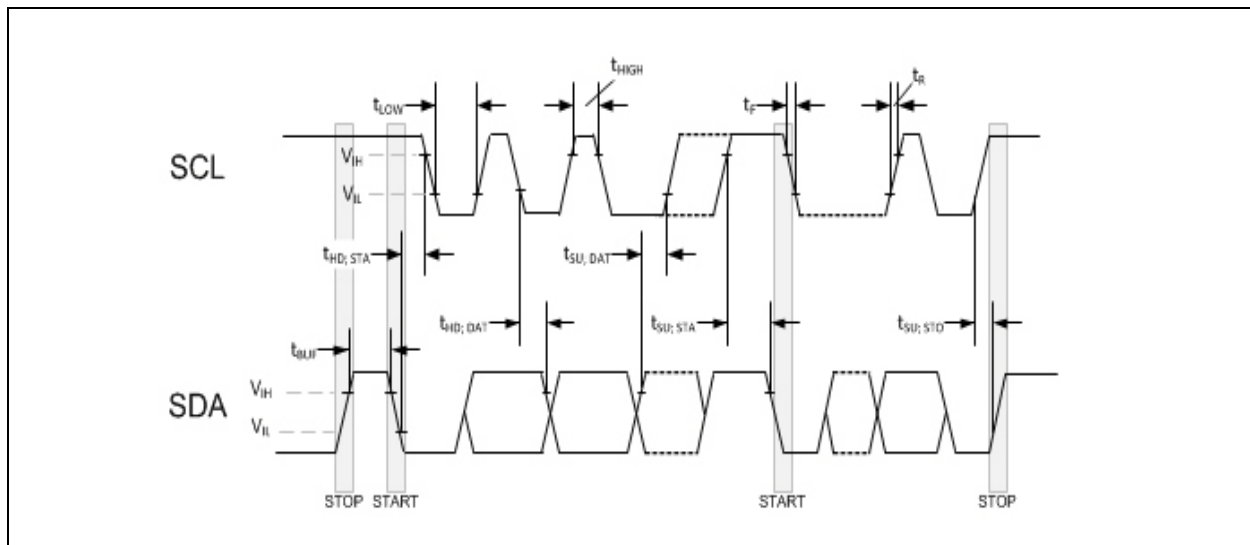 tHIGH
tLOW
tF
tR
SCL
VIH
VIL
tHD; STA
tSU, DAT
tHD; DAT
tSU; STA
tSU; STO
tBUF
SDA
VIH
VIL
STOP START START STOP